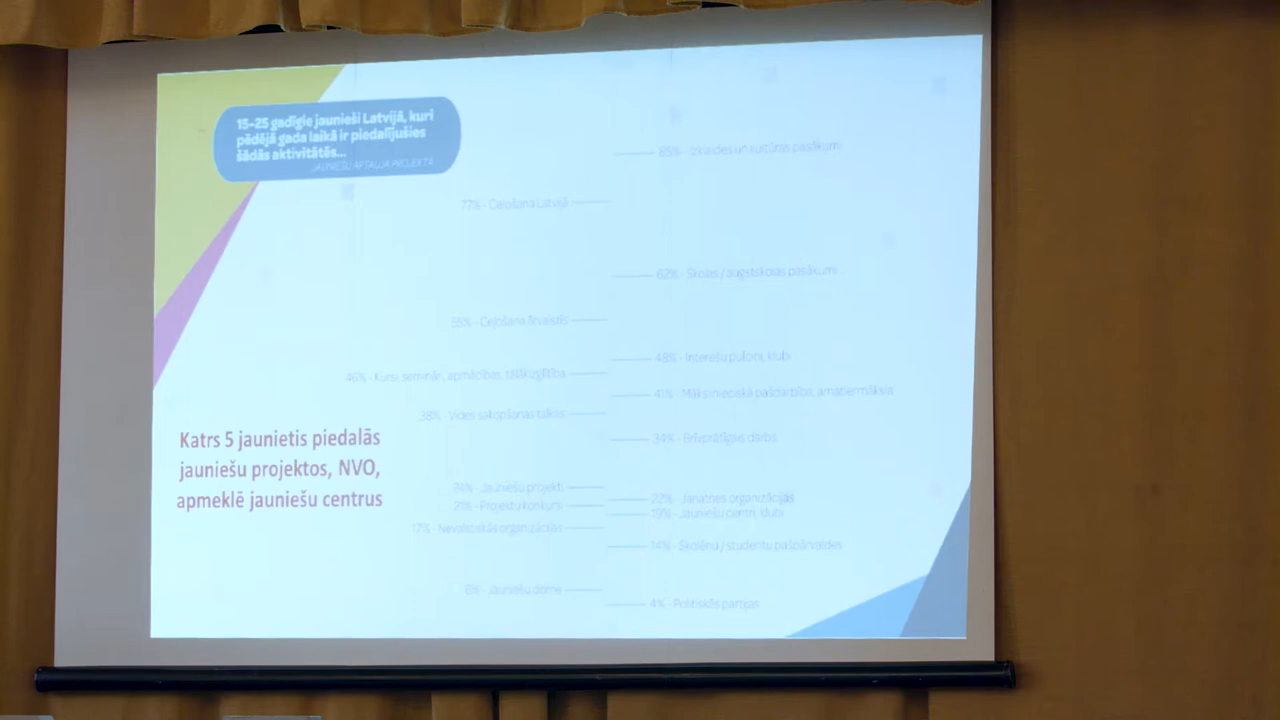 15-25 gadīgie jaunieši Latvijā, kuri
pēdējā gada laikā ir piedalījušies
šādās aktivitātēs...
JAUNIEŠU APTAUJA PROJEKTĀ
85% - Izklaides un kultūras pasākumi
77% - Ceļošana Latvijā
62% - Skolas / augstskolas pasākumi
55% - Ceļošana ārvalstīs
48% - Interešu pulciņi, klubi
46% - Kursi, semināri, apmācības, tālākizglītība
41% - Mākslinieciskā pašdarbība, amatiermāksla
38% - Vides sakopšanas talkas
34% - Brīvprātīgais darbs
Katrs 5 jaunietis piedalās
jauniešu projektos, NVO,
apmeklē jauniešu centrus
24% - Jauniešu projekti
22% - Jaunatnes organizācijas
21% - Projektu konkursi
19% - Jauniešu centri, klubi
17% - Nevalstiskās organizācijas
14% - Skolēnu / studentu pašpārvaldes
6% - Jauniešu dome
4% - Politiskās partijas